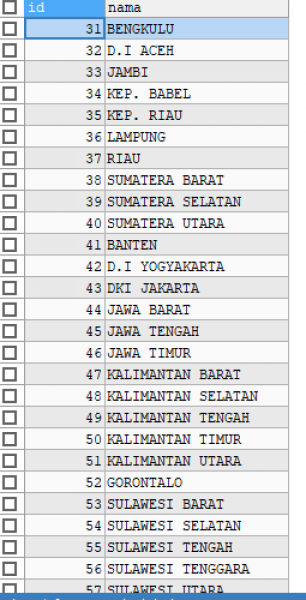 id nama
31 BENGKULU
32 D.I ACEH
33 JAMBI
34 KEP. BABEL
35 KEP. RIAU
36 LAMPUNG
37 RIAU
38 SUMATERA BARAT
39 SUMATERA SELATAN
40 SUMATERA UTARA
41 BANTEN
42 D.I YOGYAKARTA
43 DKI JAKARTA
44 JAWA BARAT
45 JAWA TENGAH
46 JAWA TIMUR
47 KALIMANTAN BARAT
48 KALIMANTAN SELATAN
49 KALIMANTAN TENGAH
50 KALIMANTAN TIMUR
51 KALIMANTAN UTARA
52 GORONTALO
53 SULAWESI BARAT
54 SULAWESI SELATAN
55 SULAWESI TENGAH
56 SULAWESI TENGGARA
57 SULAWESI UTARA